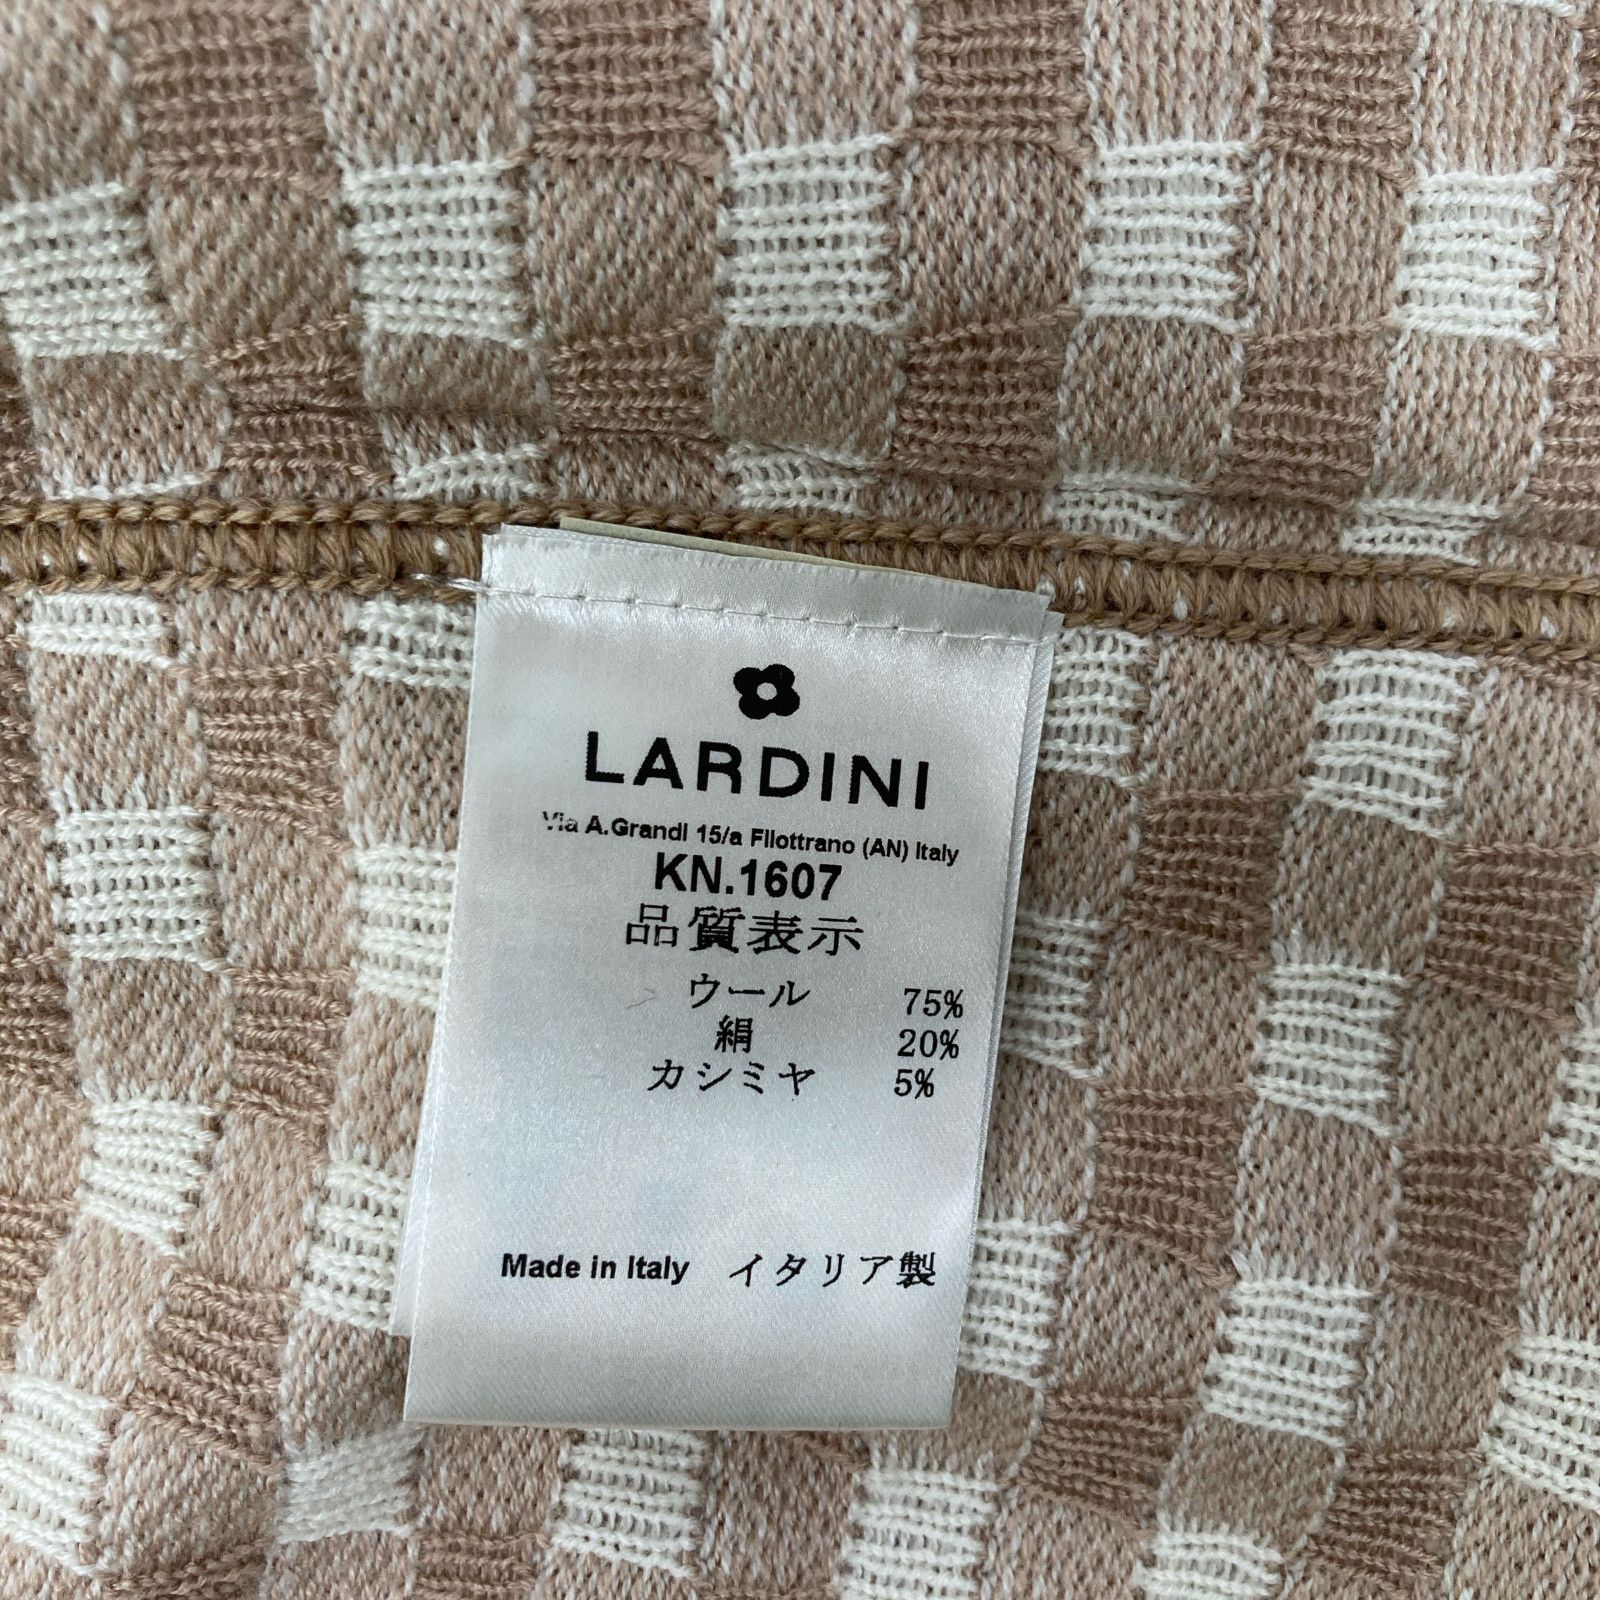 LARDINI
Via A.Grandi 15/a Filottrano (AN) Italy
KN.1607
品質表示
ウール 75%
絹 20%
カシミヤ 5%
Made in Italy イタリア製